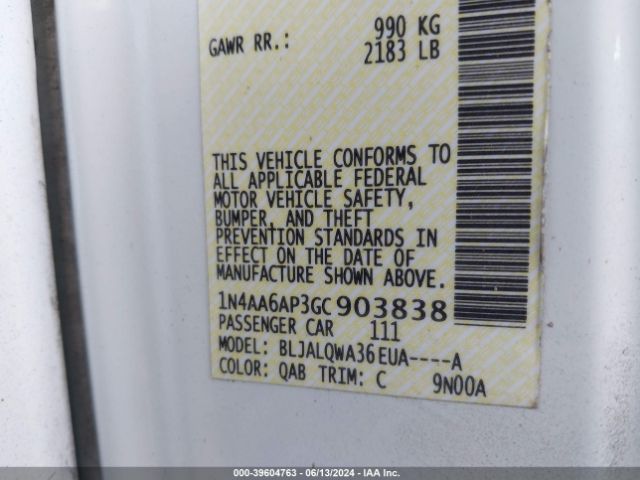 990 KG
GAWR RR.: 2183 LB
THIS VEHICLE CONFORMS TO
ALL APPLICABLE FEDERAL
MOTOR VEHICLE SAFETY,
BUMPER, AND THEFT
PREVENTION STANDARDS IN
EFFECT ON THE DATE OF
MANUFACTURE SHOWN ABOVE.
1N4AA6AP3GC903838
PASSENGER CAR 111
MODEL: BLJALQWA36EUA----A
COLOR: QAB TRIM: C 9N00A
000-39604763 - 06/13/2024 - IAA Inc.